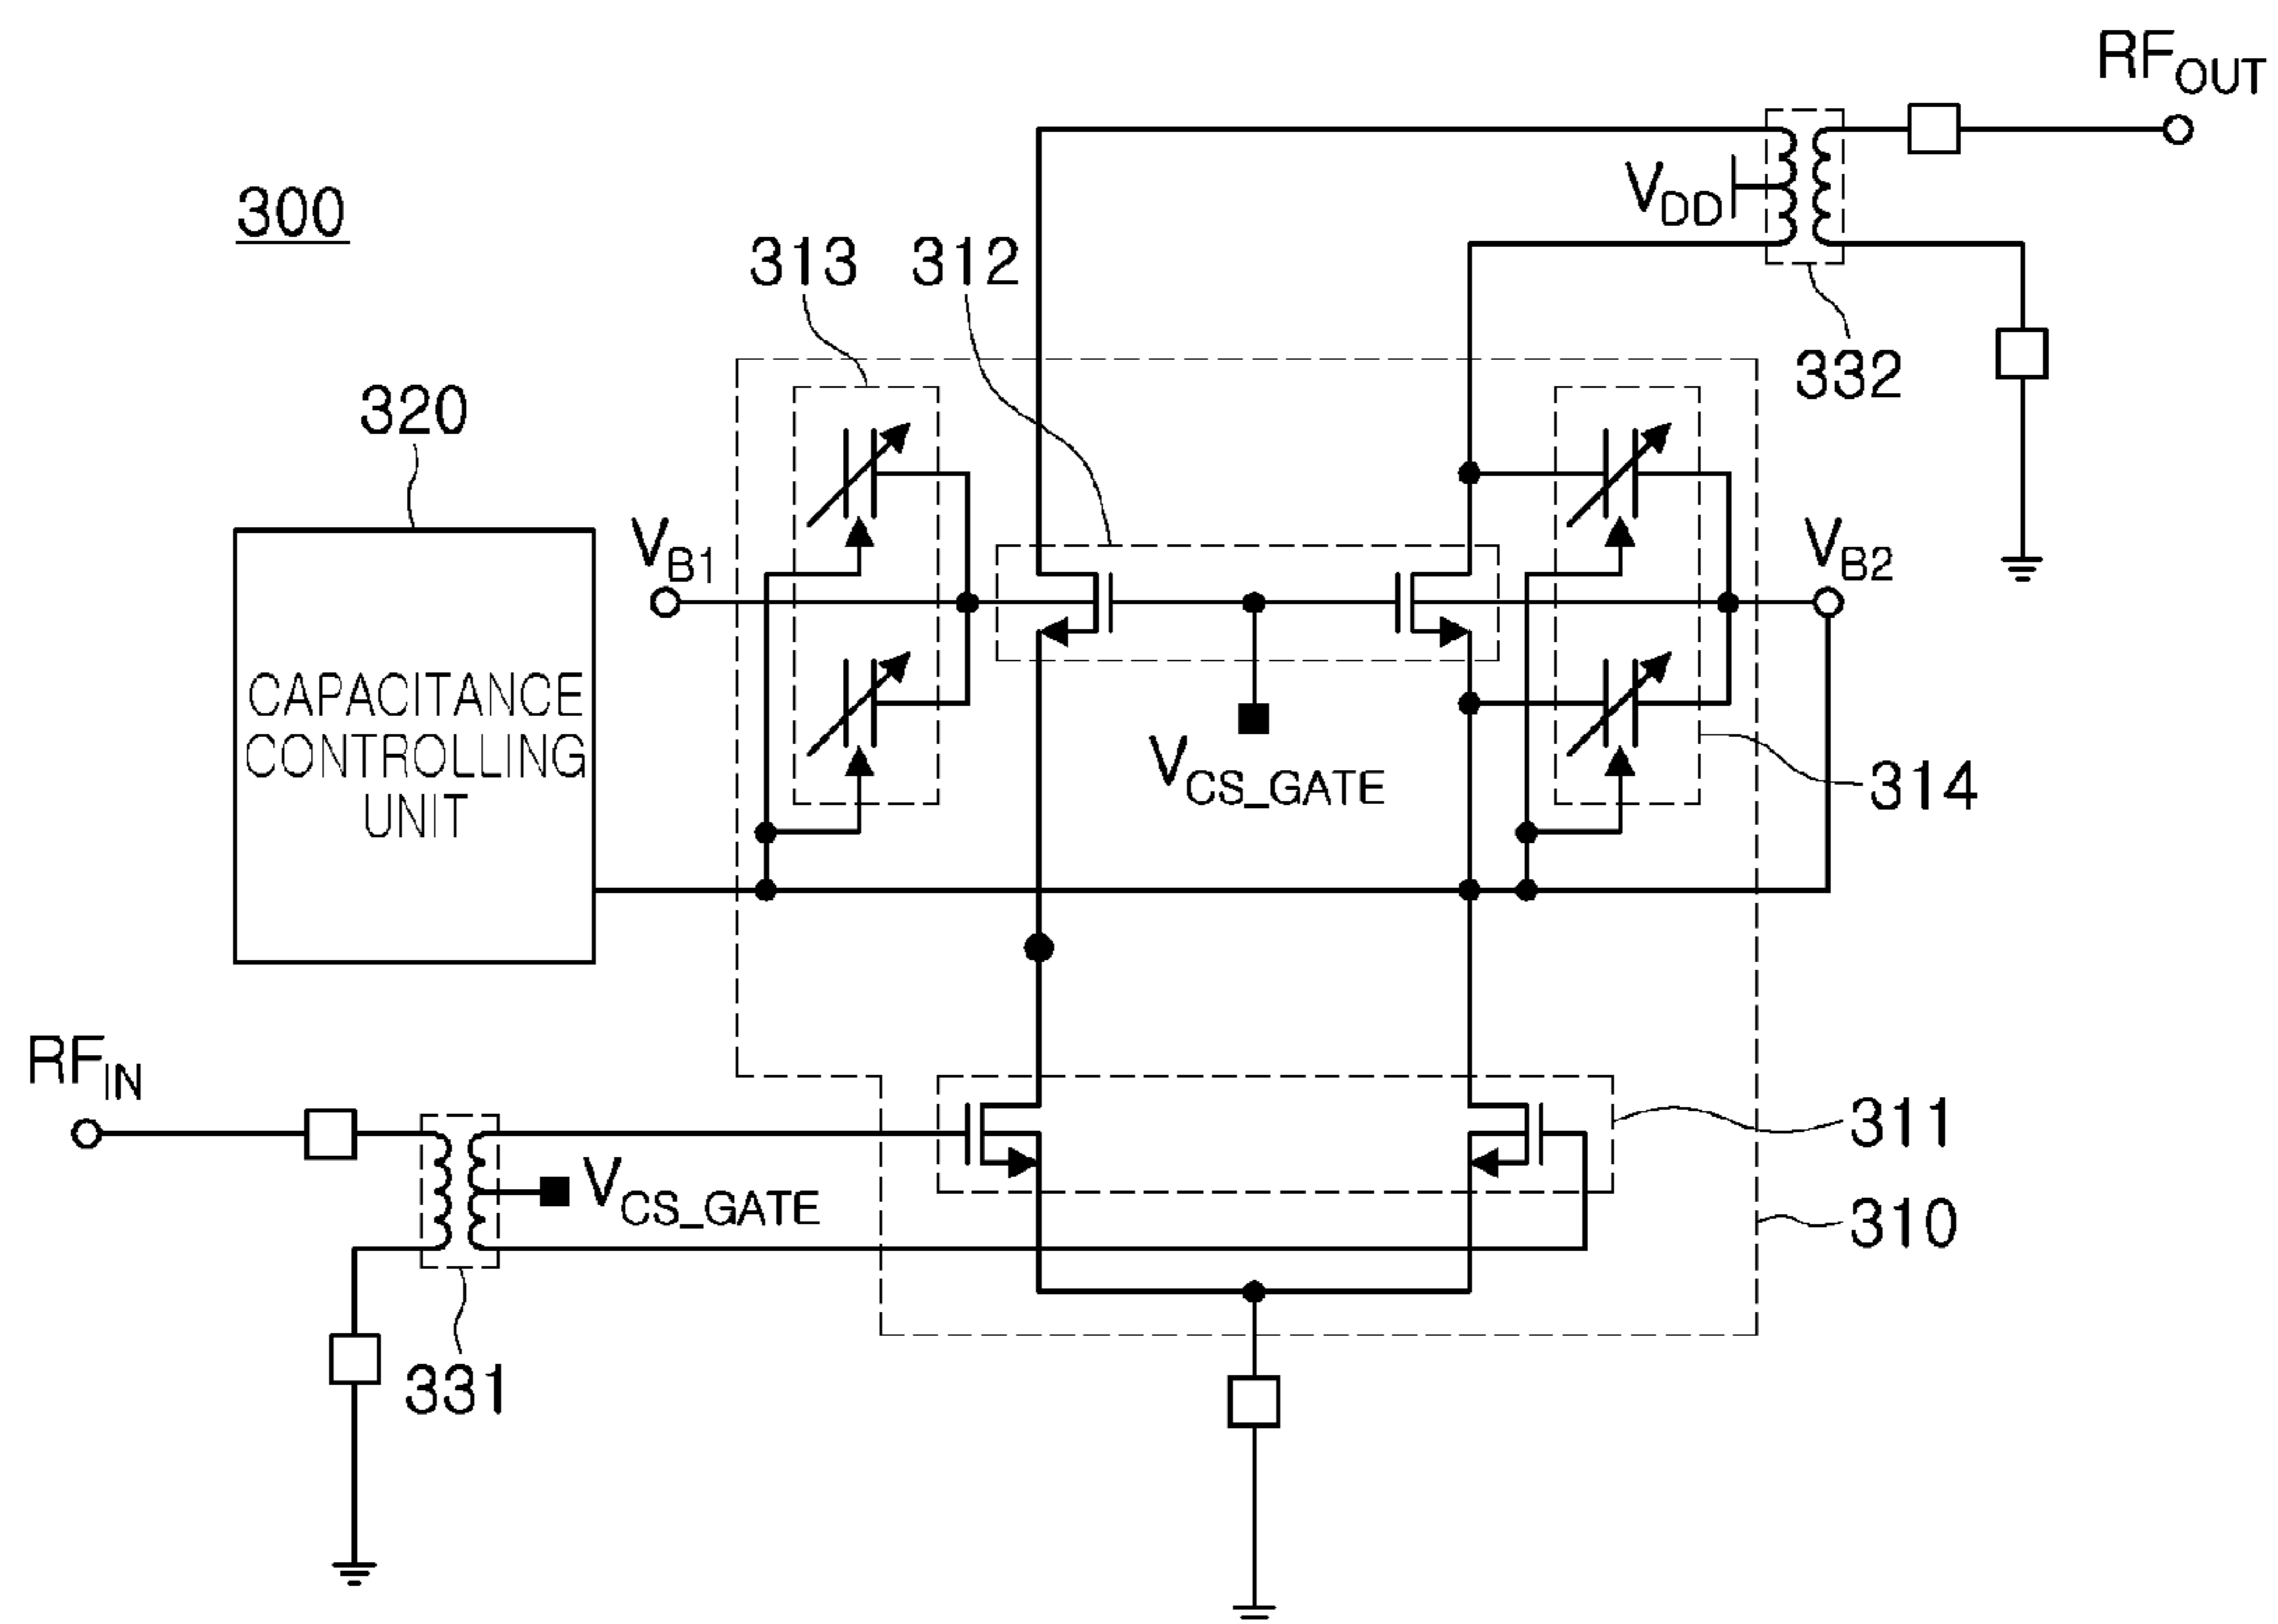 RF_OUT
300
V_DD
313
312
332
320
V_B1
V_B2
CAPACITANCE
CONTROLLING
UNIT
V_CS_GATE
314
RF_IN
311
V_CS_GATE
310
331